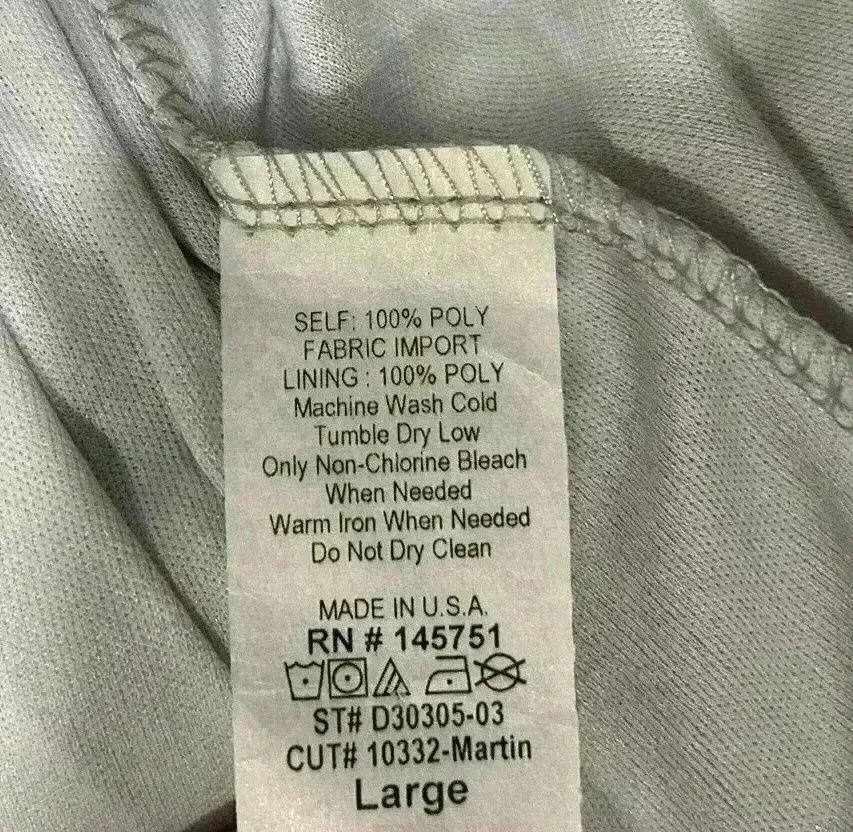 SELF: 100% POLY
FABRIC IMPORT
LINING : 100% POLY
Machine Wash Cold
Tumble Dry Low
Only Non-Chlorine Bleach
When Needed
Warm Iron When Needed
Do Not Dry Clean
MADE IN U.S.A.
RN # 145751
ST# D30305-03
CUT# 10332-Martin
Large